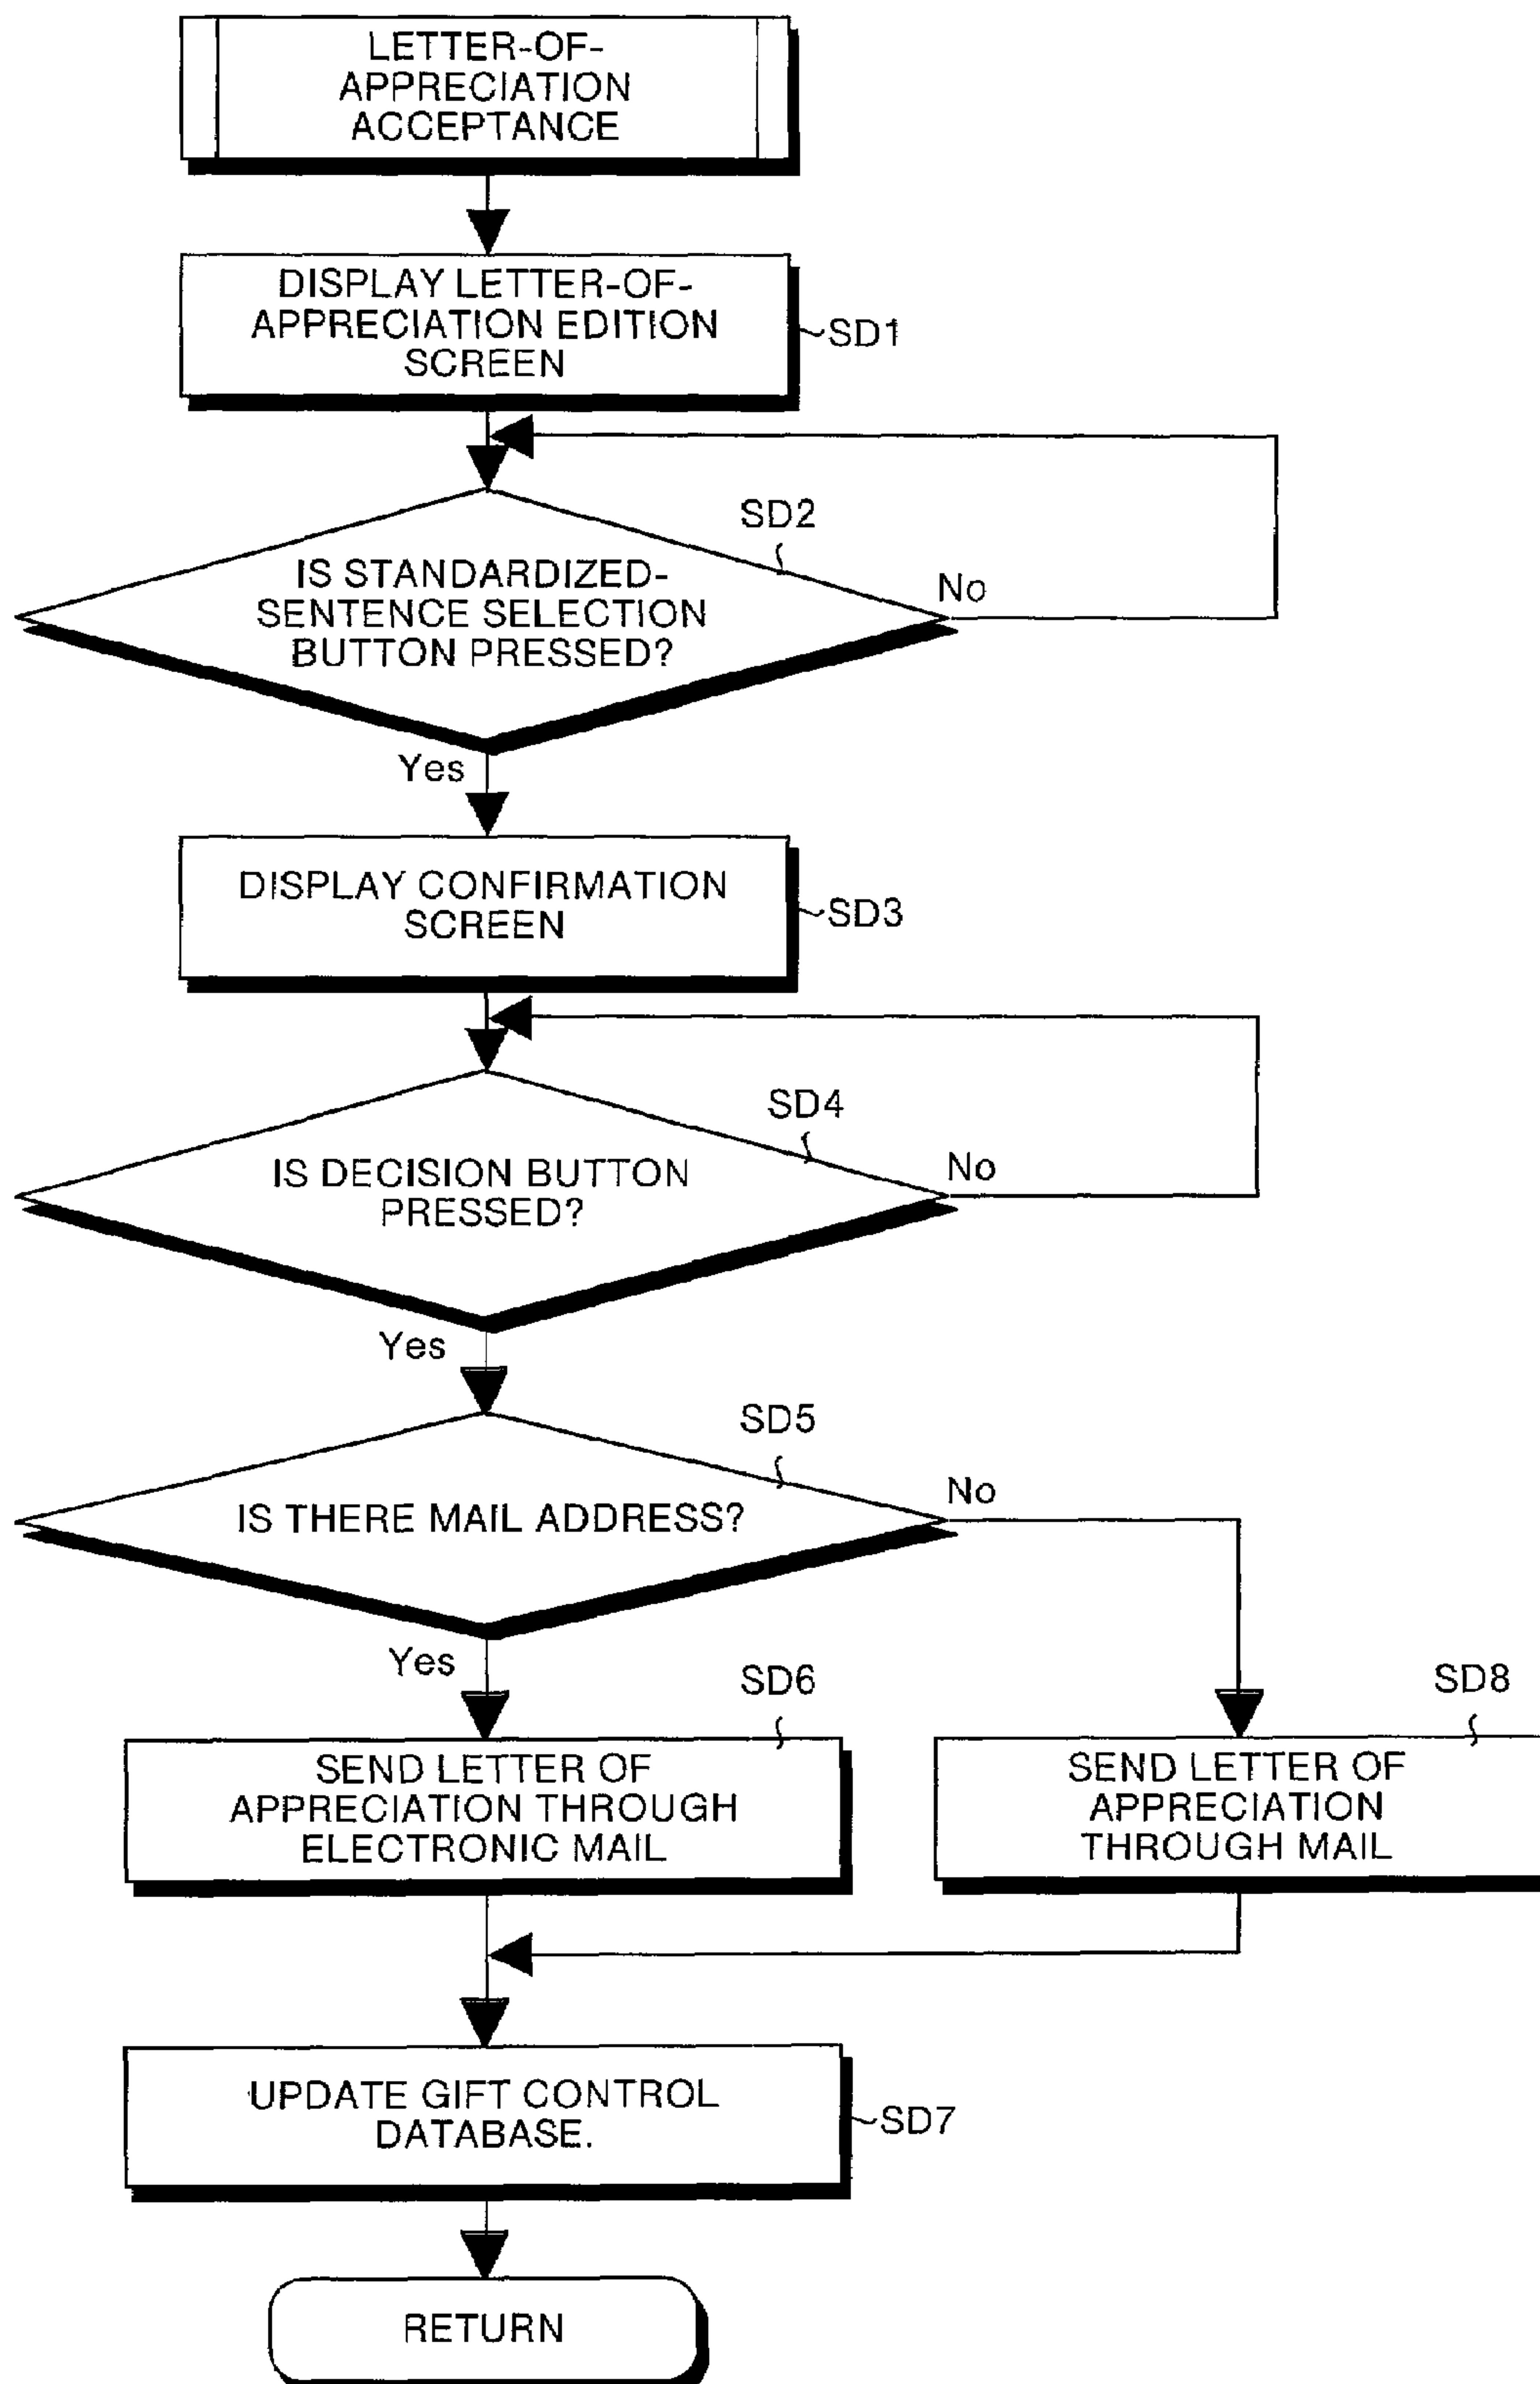 LETTER-OF-
APPRECIATION
ACCEPTANCE
DISPLAY LETTER-OF-
APPRECIATION EDITION
SCREEN
SD1
SD2
IS STANDARDIZED-
SENTENCE SELECTION
BUTTON PRESSED?
No
Yes
DISPLAY CONFIRMATION
SCREEN
SD3
SD4
IS DECISION BUTTON
PRESSED?
No
Yes
SD5
IS THERE MAIL ADDRESS?
No
Yes
SD6
SEND LETTER OF
APPRECIATION THROUGH
ELECTRONIC MAIL
SD8
SEND LETTER OF
APPRECIATION
THROUGH MAIL
UPDATE GIFT CONTROL
DATABASE.
SD7
RETURN